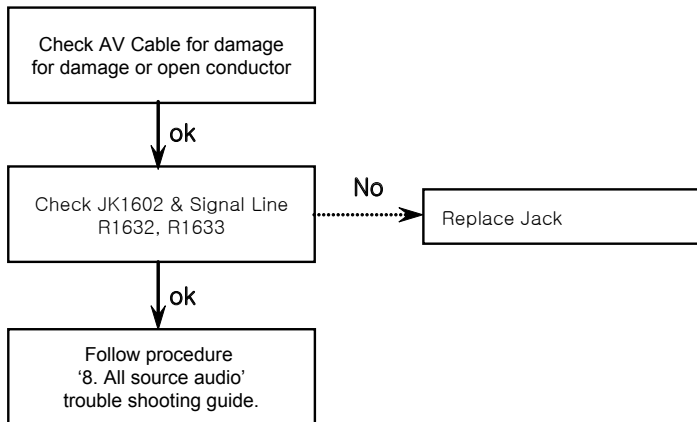 Check AV Cable for damage
for damage or open conductor
ok
Check JK1602 & Signal Line
R1632, R1633
No
Replace Jack
ok
Follow procedure
‘8. All source audio’
trouble shooting guide.